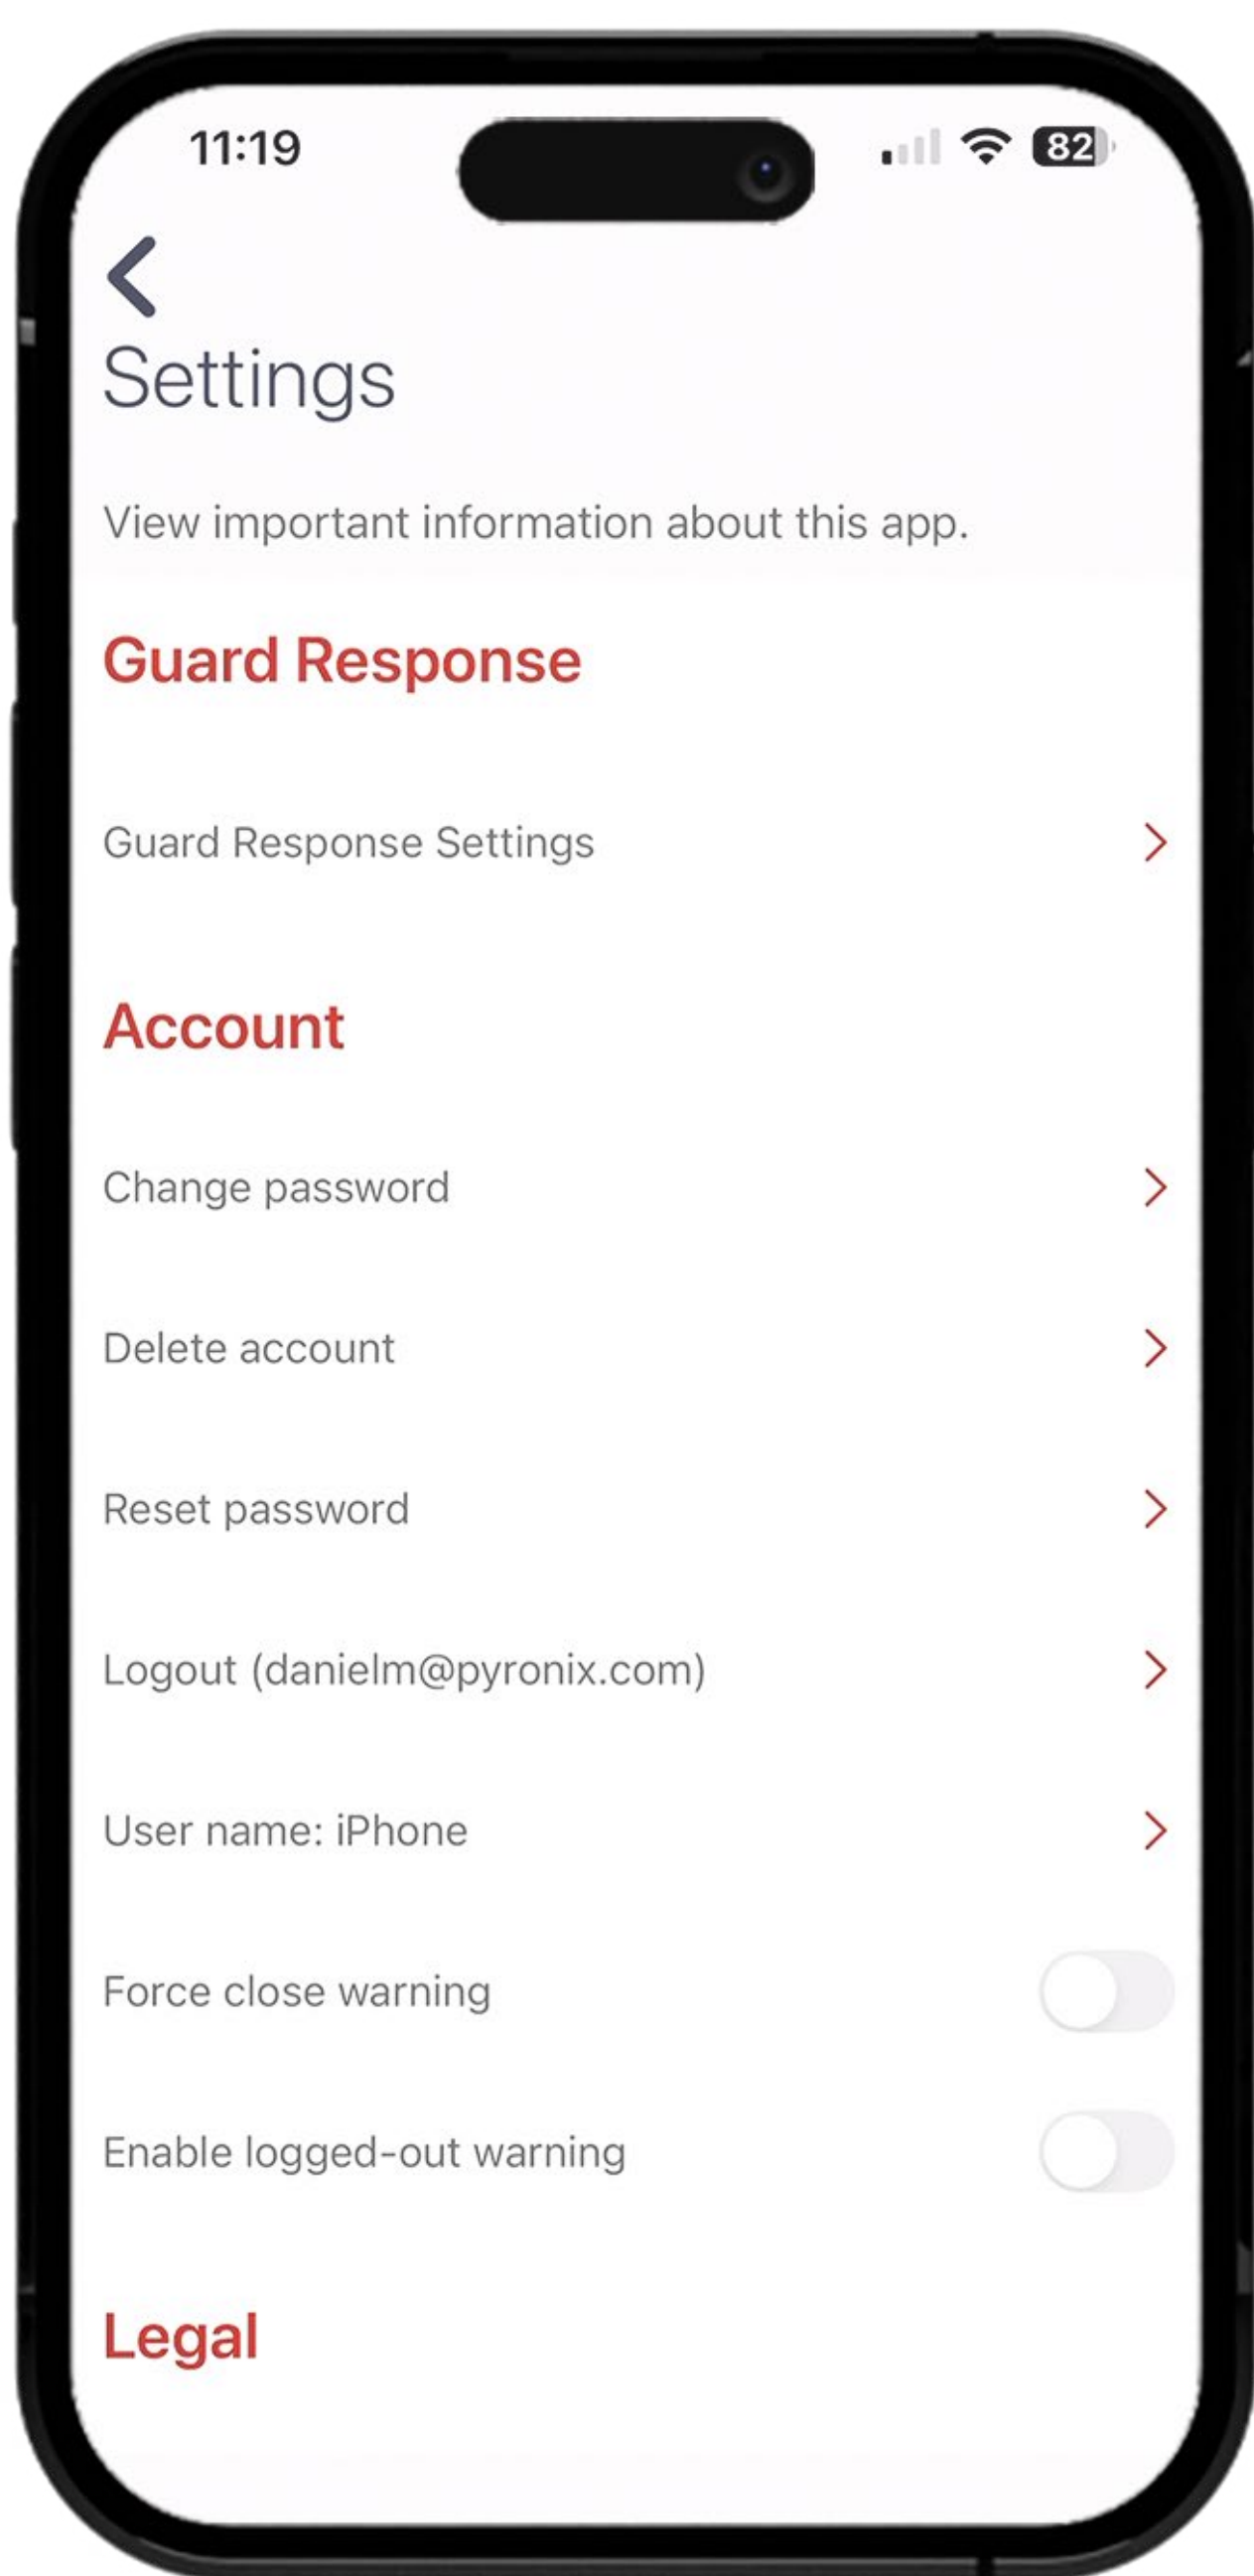 11:19
82
Settings
View important information about this app.
Guard Response
Guard Response Settings
Account
Change password
Delete account
Reset password
Logout (danielm@pyronix.com)
User name: iPhone
Force close warning
Enable logged-out warning
Legal